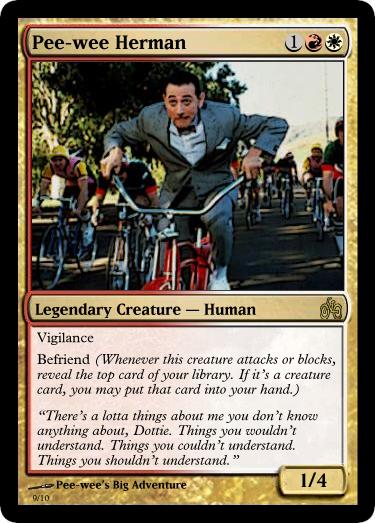 Pee-wee Herman 1
Legendary Creature — Human
Vigilance
Befriend (Whenever this creature attacks or blocks,
reveal the top card of your library. If it's a creature
card, you may put that card into your hand.)
“There's a lotta things about me you don't know
anything about, Dottie. Things you wouldn't
understand. Things you couldn't understand.
Things you shouldn't understand.”
Pee-wee's Big Adventure
1/4
9/10